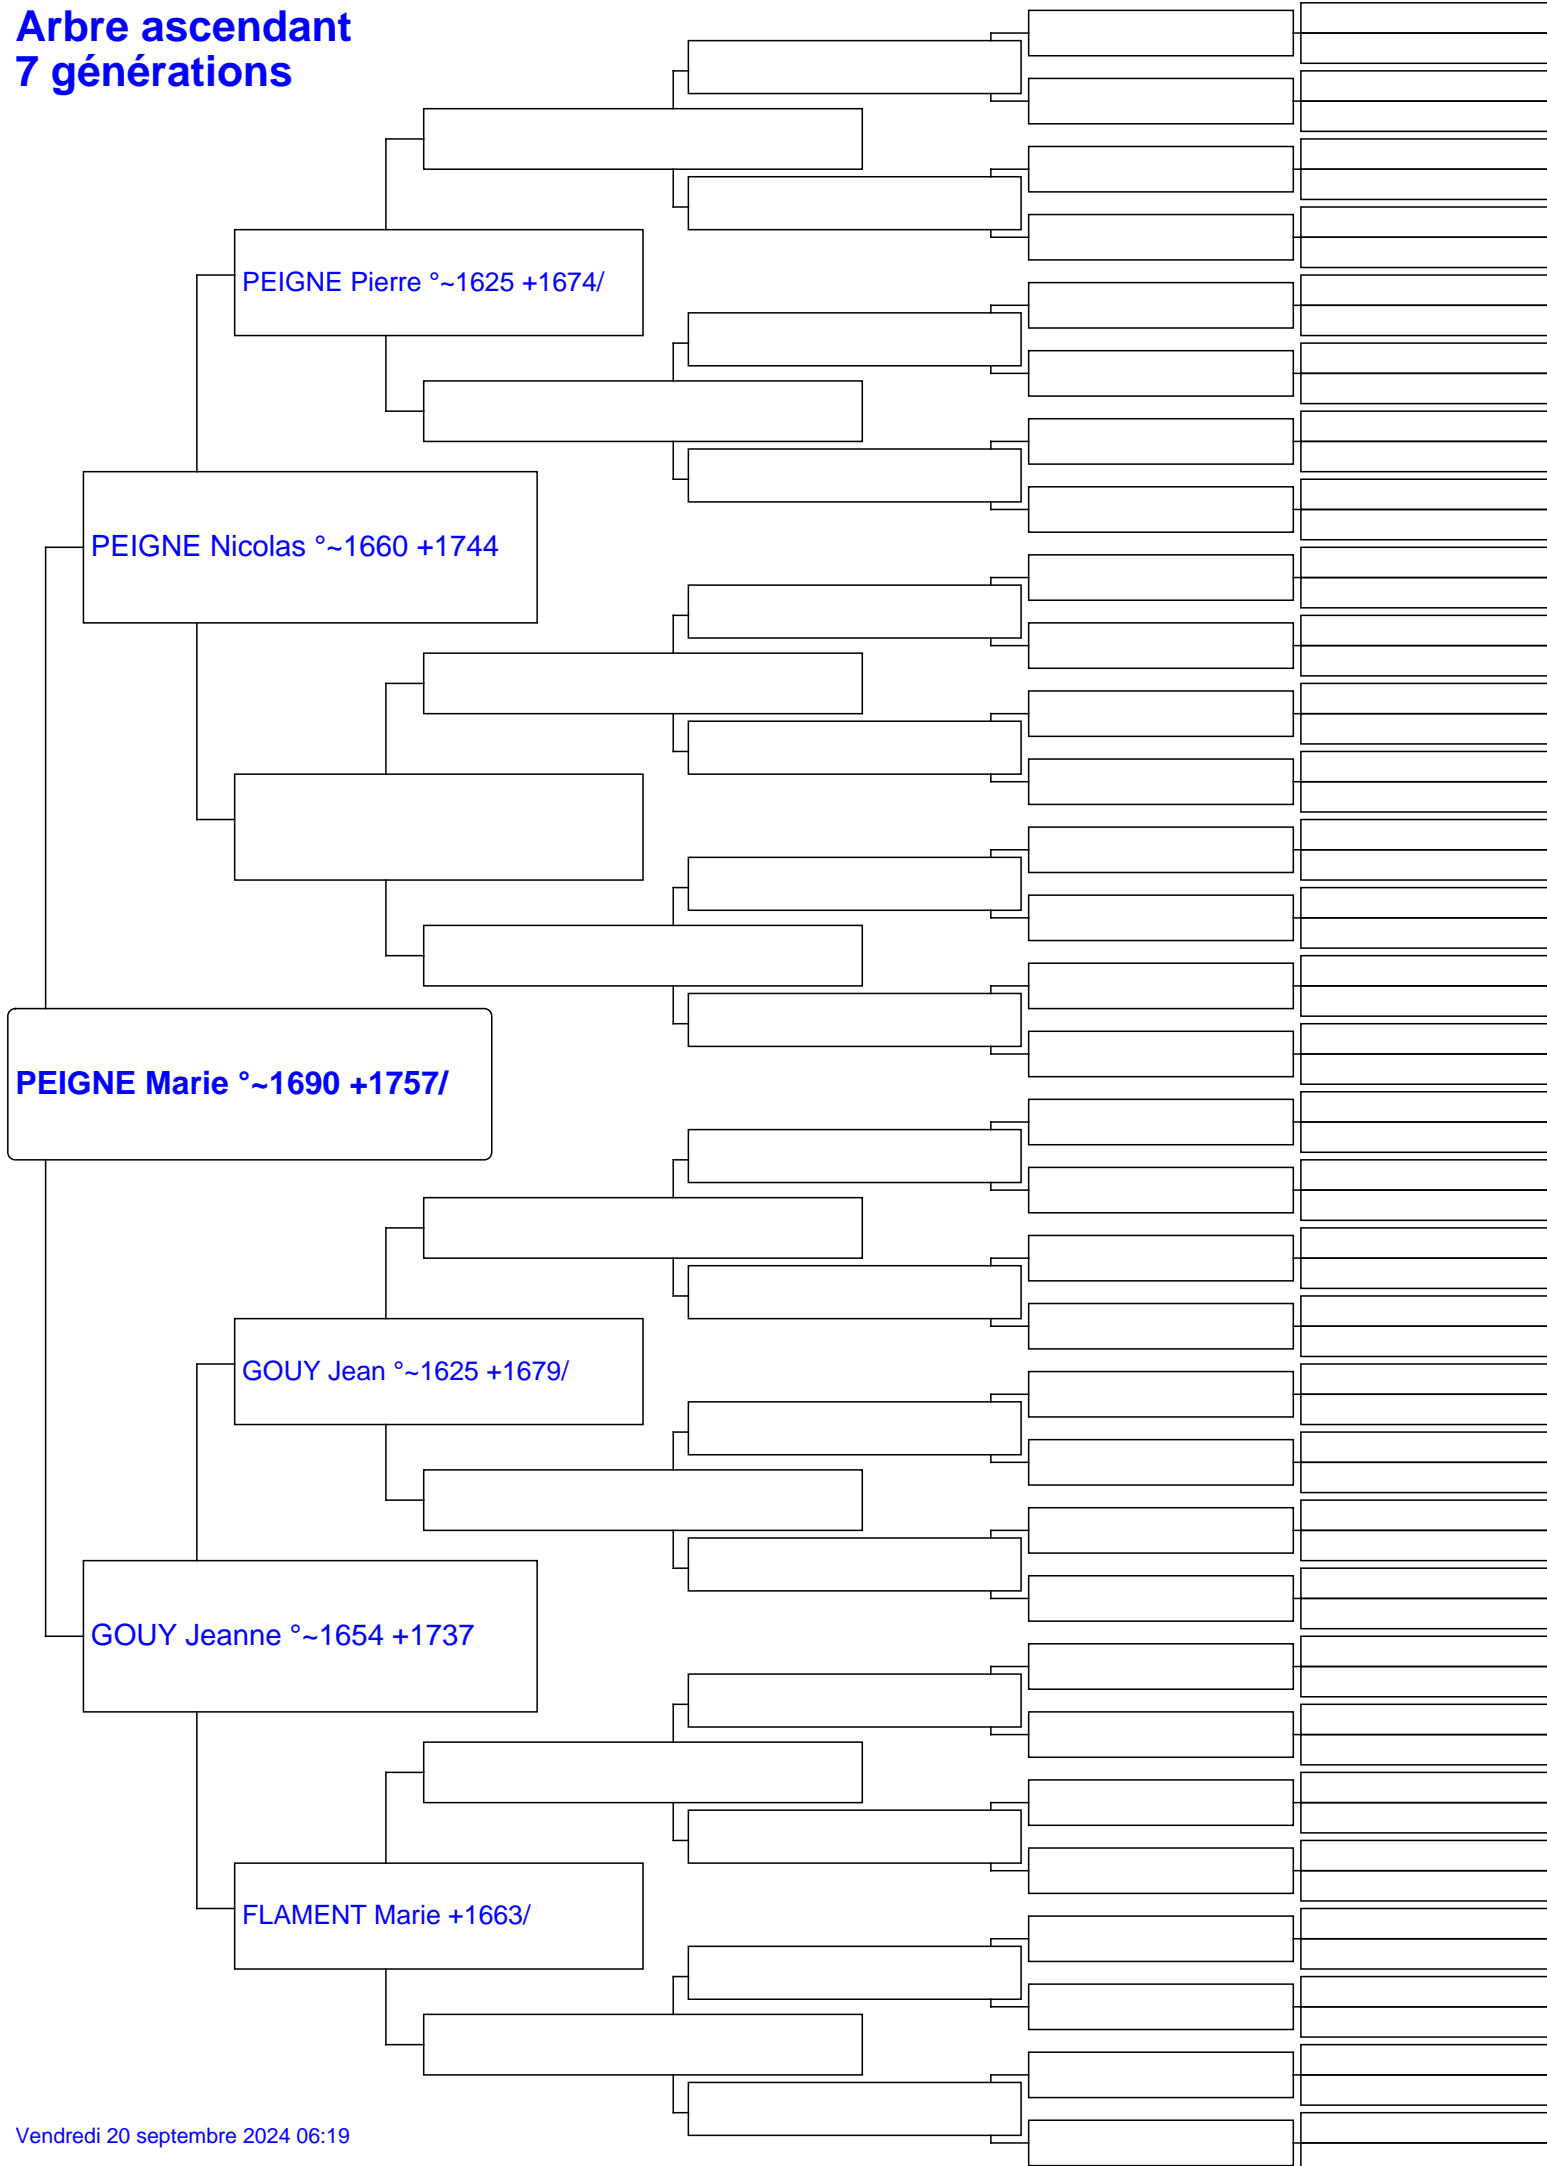 Arbre ascendant
7 générations
PEIGNE Pierre °~1625 +1674/
PEIGNE Nicolas °~1660 +1744
PEIGNE Marie °~1690 +1757/
GOUY Jean °~1625 +1679/
GOUY Jeanne °~1654 +1737
FLAMENT Marie +1663/
Vendredi 20 septembre 2024 06:19